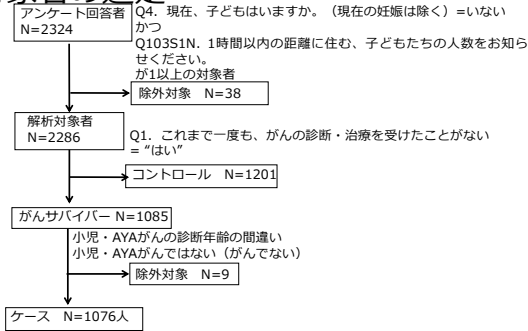 アンケート回答者
N=2324
Q4．現在、子どもはいますか。（現在の妊娠は除く）=いない
かつ
Q103S1N．1時間以内の距離に住む、子どもたちの人数をお知ら
せください。
が1以上の対象者
除外対象　N=38
解析対象者
N=2286
Q1．これまで一度も、がんの診断・治療を受けたことがない
= “はい”
コントロール　N=1201
がんサバイバー N=1085
小児・AYAがんの診断年齢の間違い
小児・AYAがんではない（がんでない）
除外対象　N=9
ケース　N=1076人